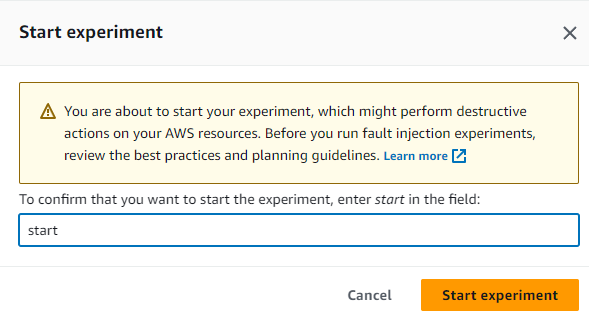 Start experiment
You are about to start your experiment, which might perform destructive
actions on your AWS resources. Before you run fault injection experiments,
review the best practices and planning guidelines. Learn more
To confirm that you want to start the experiment, enter start in the field:
start
Cancel Start experiment